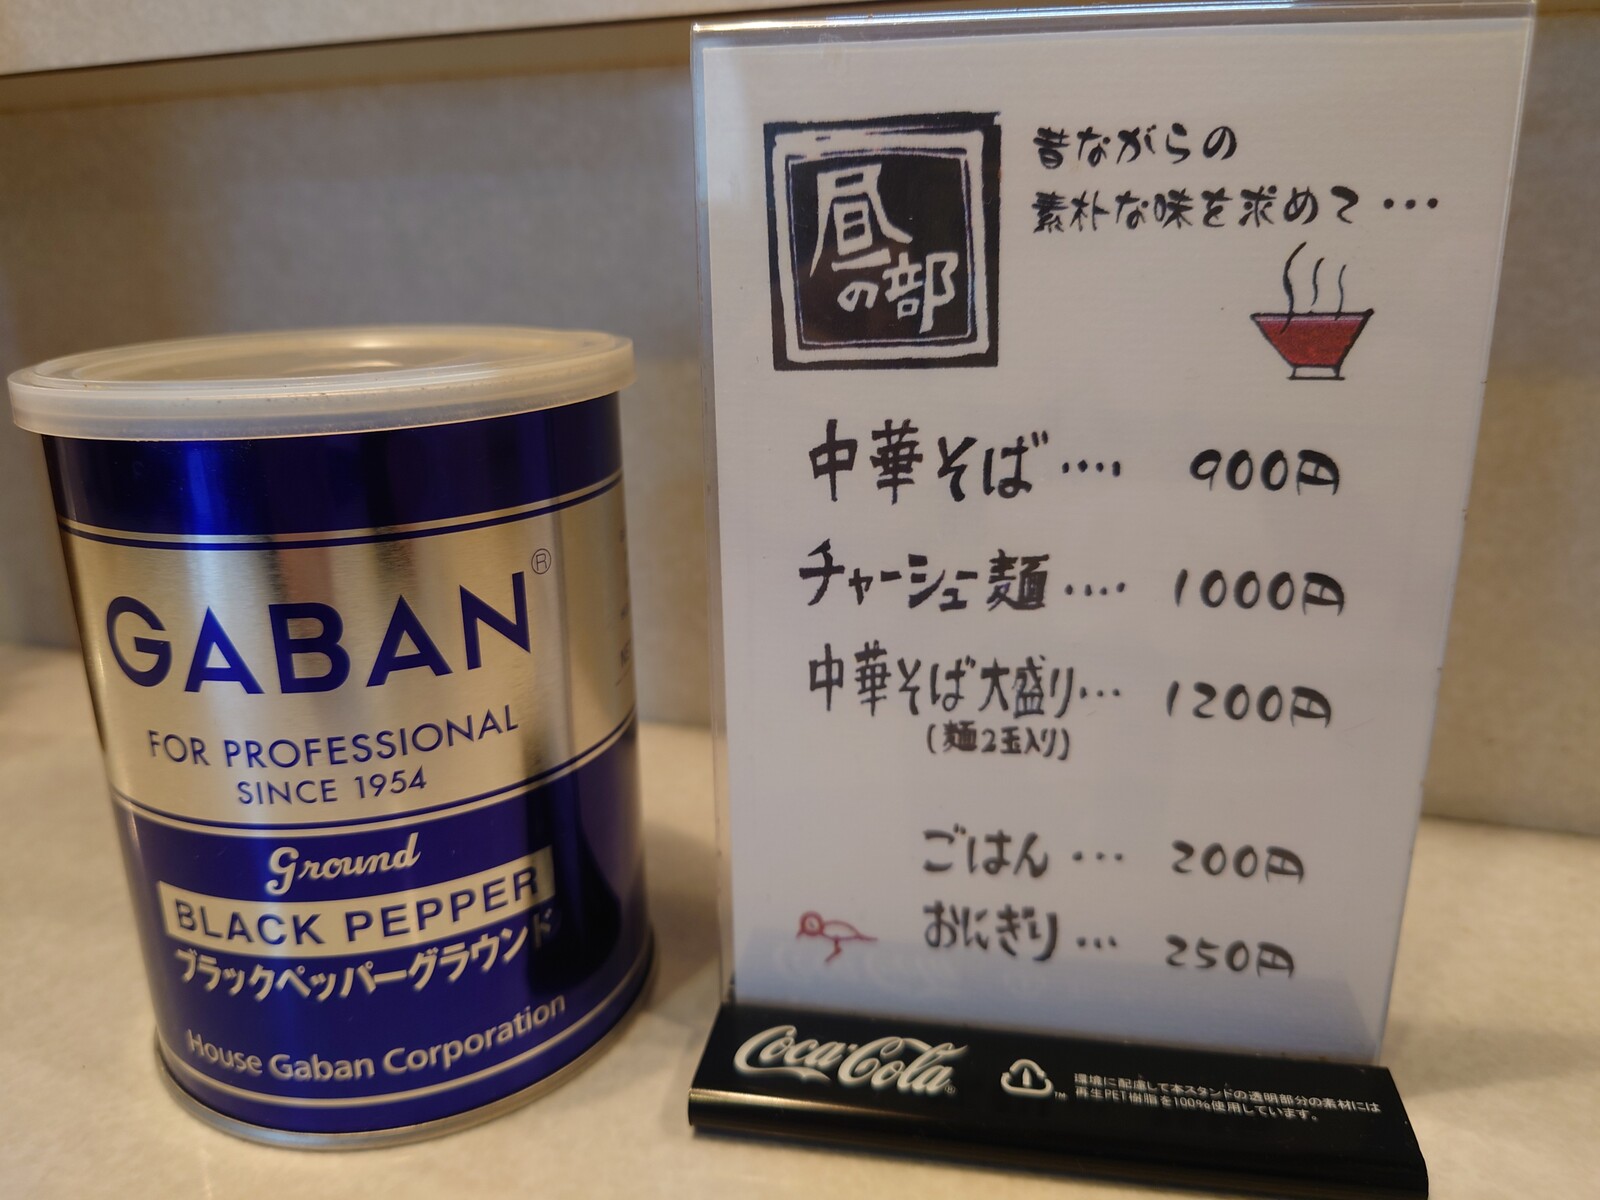 GABAN®
FOR PROFESSIONAL
SINCE 1954
Ground
BLACK PEPPER
ブラックペッパーグラウンド
House Gaban Corporation
昼の部
昔ながらの
素朴な味を求めて・・・
中華そば‥‥ 900円
チャーシュー麺‥‥ 1000円
中華そば大盛り… 1200円
(麺2玉入り)
ごはん… 200円
おにぎり… 250円
Coca-Cola®
1
環境に配慮して本スタンドの透明部分の素材には
再生PET樹脂を100%使用しています。